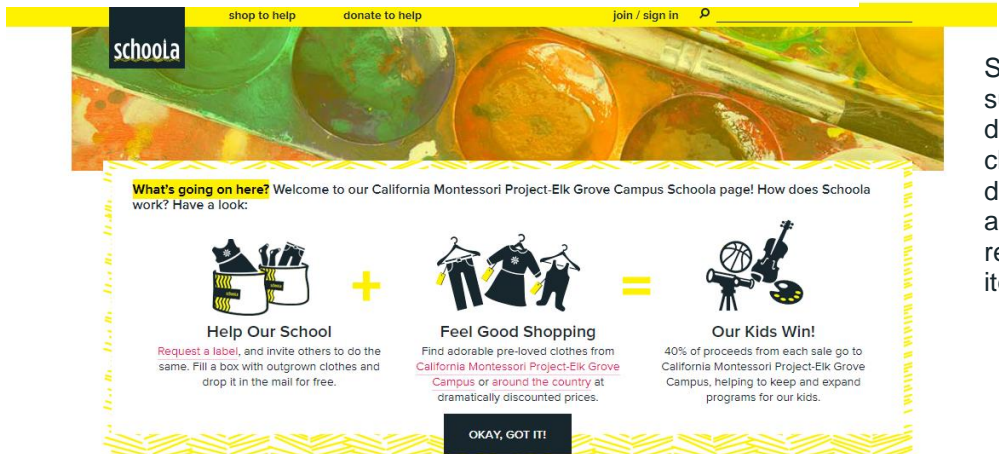 shop to help donate to help join / sign in
schoola
What's going on here? Welcome to our California Montessori Project-Elk Grove Campus Schoola page! How does Schoola
work? Have a look:
Help Our School
Request a label, and invite others to do the
same. Fill a box with outgrown clothes and
drop it in the mail for free.
Feel Good Shopping
Find adorable pre-loved clothes from
California Montessori Project-Elk Grove
Campus or around the country at
dramatically discounted prices.
Our Kids Win!
40% of proceeds from each sale go to
California Montessori Project-Elk Grove
Campus, helping to keep and expand
programs for our kids.
OKAY, GOT IT!